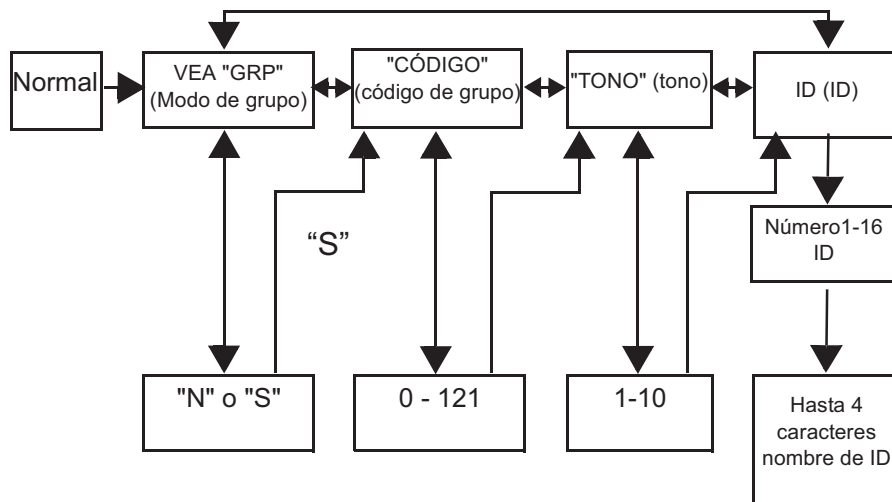 Normal
VEA "GRP"
(Modo de grupo)
"CÓDIGO"
(código de grupo)
"TONO" (tono)
ID (ID)
“S”
Número1-16
ID
"N" o "S"
0 - 121
1-10
Hasta 4
caracteres
nombre de ID